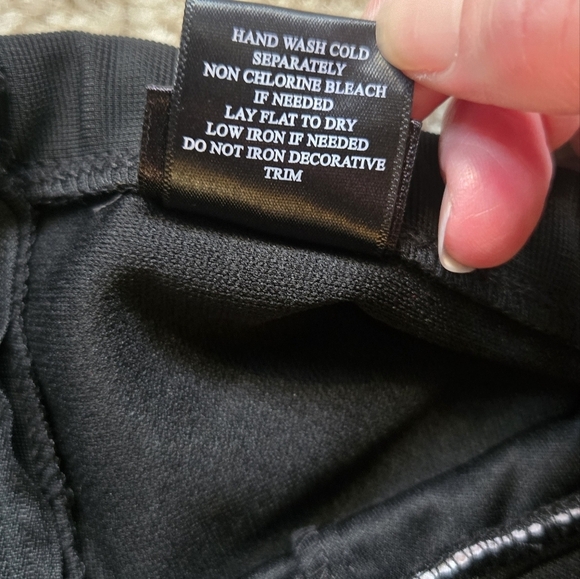 HAND WASH COLD
SEPARATELY
NON CHLORINE BLEACH
IF NEEDED
LAY FLAT TO DRY
LOW IRON IF NEEDED
DO NOT IRON DECORATIVE
TRIM